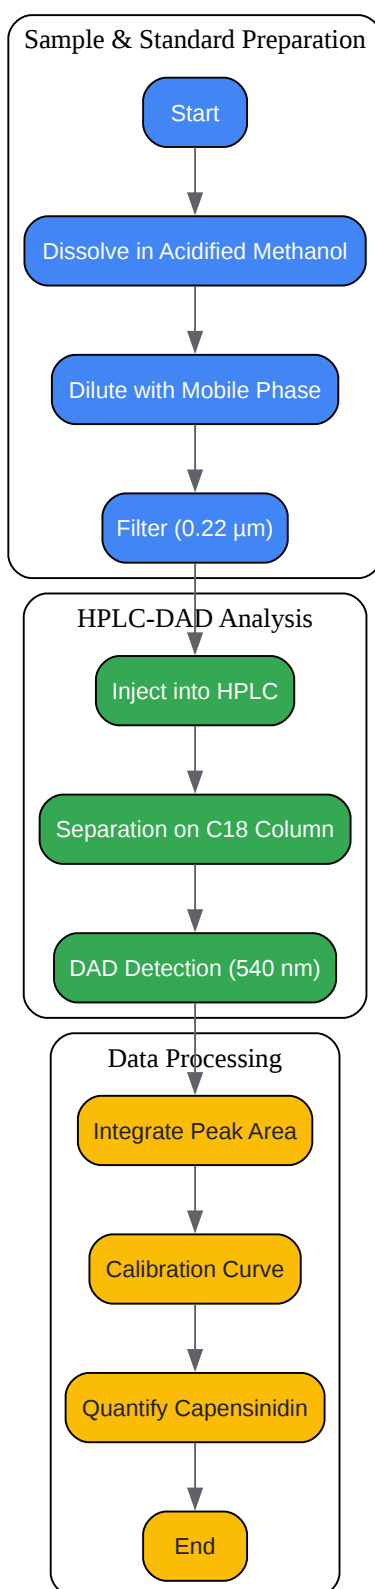 Sample & Standard Preparation
Start
Dissolve in Acidified Methanol
Dilute with Mobile Phase
Filter (0.22 µm)
HPLC-DAD Analysis
Inject into HPLC
Separation on C18 Column
DAD Detection (540 nm)
Data Processing
Integrate Peak Area
Calibration Curve
Quantify Capensinidin
End